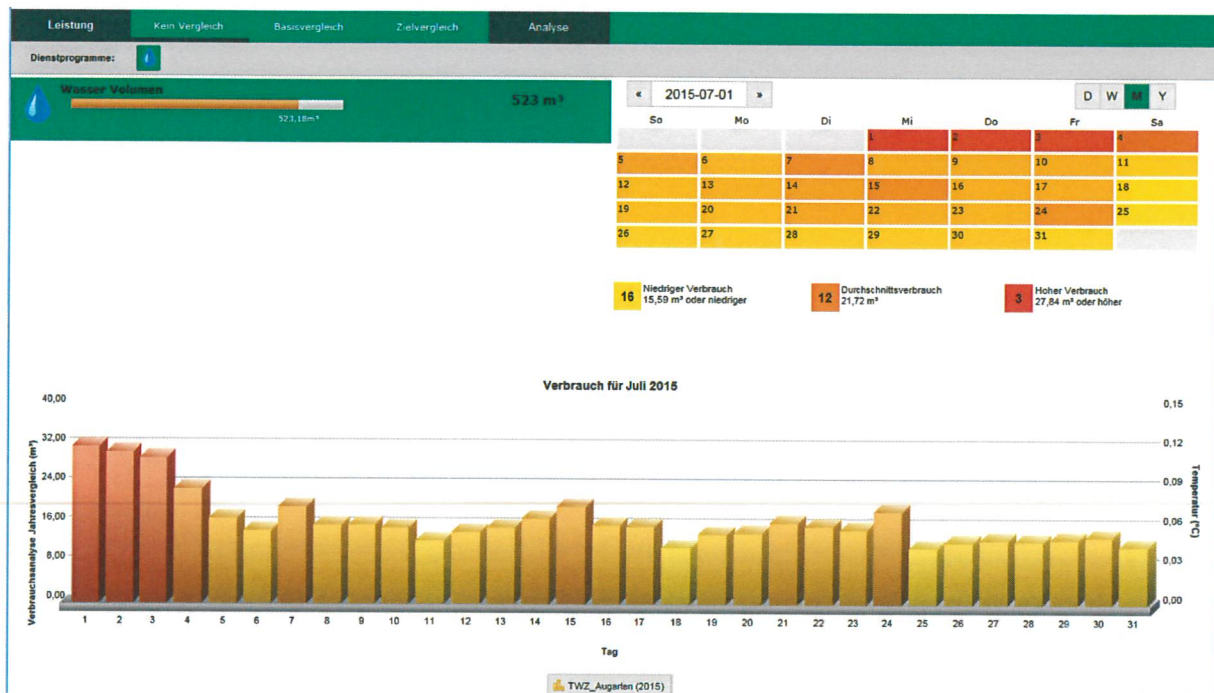 Leistung Kein Vergleich Basisvergleich Zielvergleich Analyse
Dienstprogramme:
Wasser Volumen 523 m³
523,18m³
« 2015-07-01 » D W M Y
So Mo Di Mi Do Fr Sa
1 2 3 4
5 6 7 8 9 10 11
12 13 14 15 16 17 18
19 20 21 22 23 24 25
26 27 28 29 30 31
16 Niedriger Verbrauch
15,59 m³ oder niedriger
12 Durchschnittsverbrauch
21,72 m³
3 Hoher Verbrauch
27,84 m³ oder höher
Verbrauch für Juli 2015
Verbrauchsanalyse - Jahresvergleich (m³)
40,00
32,00
24,00
16,00
8,00
0,00
0,15
0,12
0,09
0,06
0,03
0,00
Temperatur (°C)
1 2 3 4 5 6 7 8 9 10 11 12 13 14 15 16 17 18 19 20 21 22 23 24 25 26 27 28 29 30 31
Tag
TWZ_Augarten (2015)